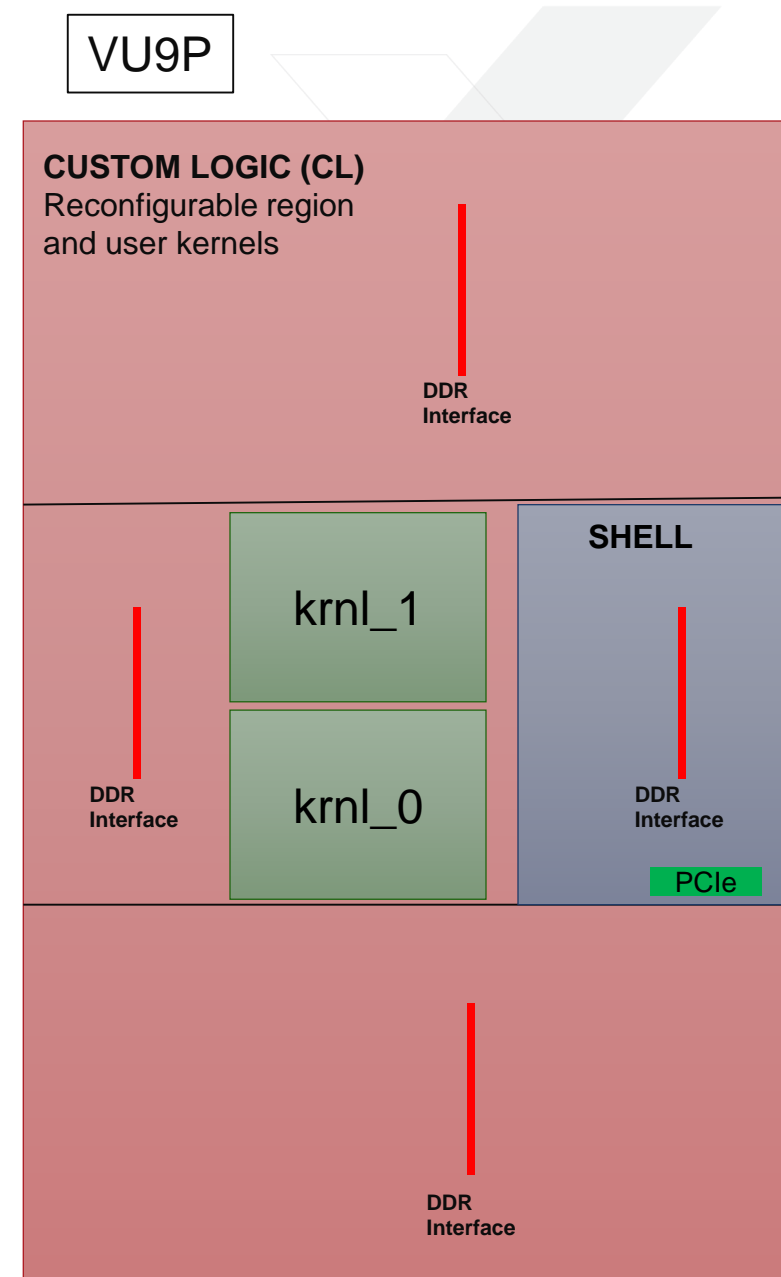 VU9P
CUSTOM LOGIC (CL)
Reconfigurable region
and user kernels
DDR
Interface
SHELL
krnl_1
DDR
Interface
krnl_0
DDR
Interface
PCIe
DDR
Interface